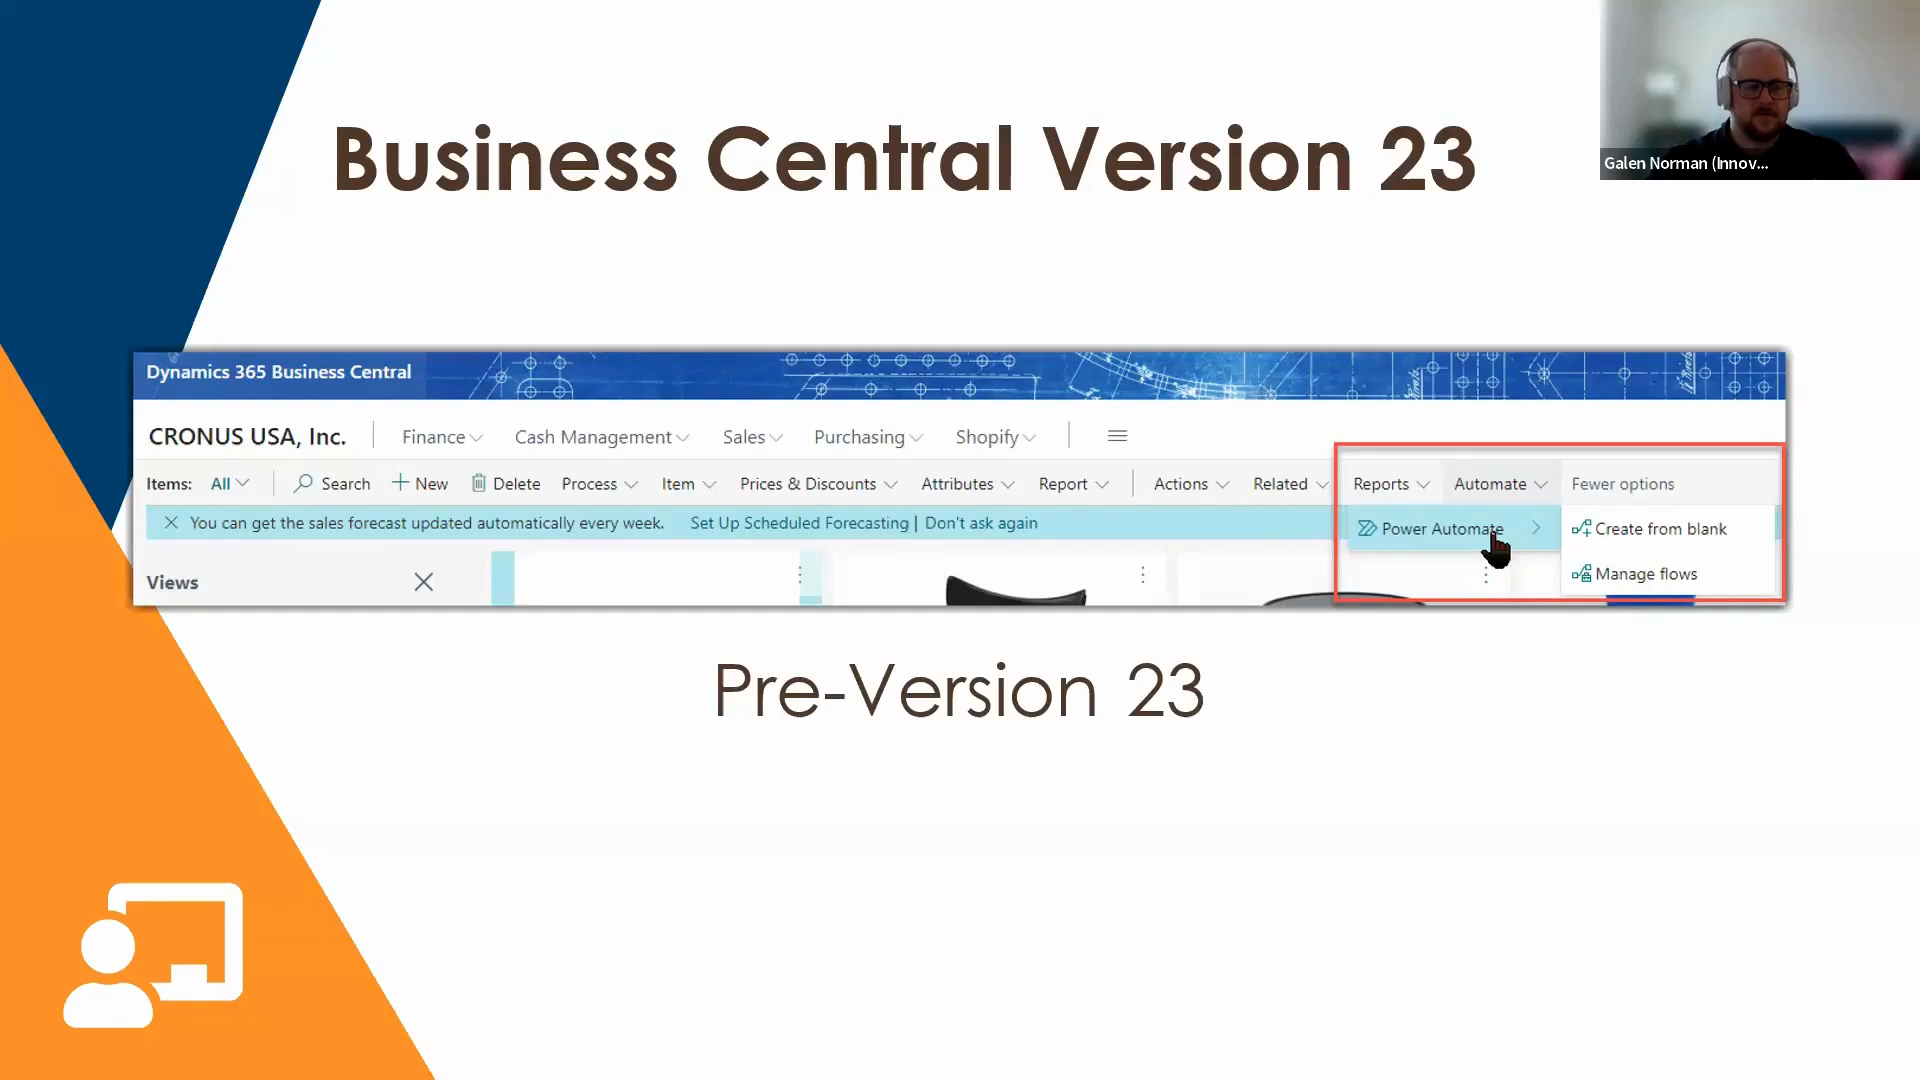 Business Central Version 23
Galen Norman (Innov...
Dynamics 365 Business Central
CRONUS USA, Inc. Finance Cash Management Sales Purchasing Shopify
Items: All Search New Delete Process Item Prices & Discounts Attributes Report Actions Related Reports Automate Fewer options
You can get the sales forecast updated automatically every week. Set Up Scheduled Forecasting | Don't ask again
Power Automate Create from blank
Manage flows
Views
Pre-Version 23